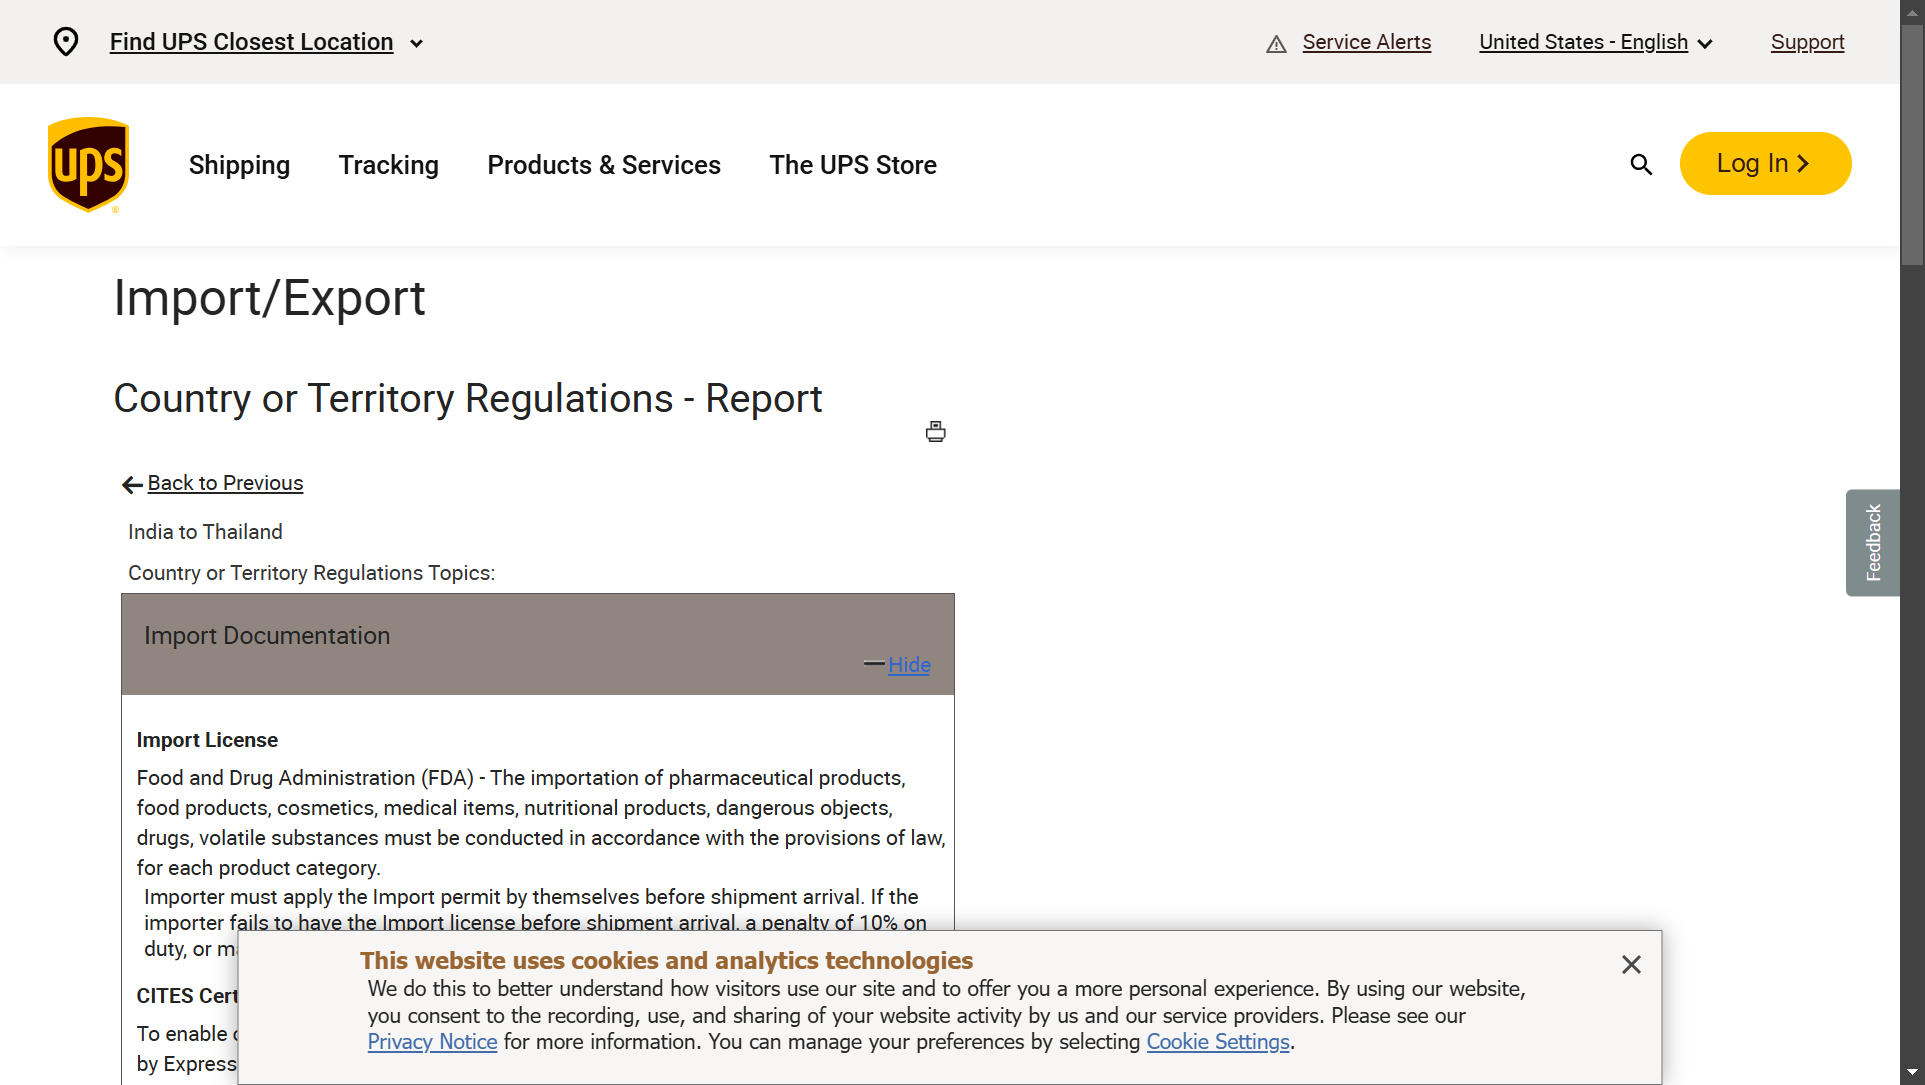 Find UPS Closest Location
Service Alerts
United States - English
Support
ups
Shipping
Tracking
Products & Services
The UPS Store
Log In
Import/Export
Country or Territory Regulations - Report
Back to Previous
India to Thailand
Country or Territory Regulations Topics:
Feedback
Import Documentation
Hide
Import License
Food and Drug Administration (FDA) - The importation of pharmaceutical products,
food products, cosmetics, medical items, nutritional products, dangerous objects,
drugs, volatile substances must be conducted in accordance with the provisions of law,
for each product category.
Importer must apply the Import permit by themselves before shipment arrival. If the
importer fails to have the Import license before shipment arrival, a penalty of 10% on
duty, or
CITES
To enable
by Express
This website uses cookies and analytics technologies
We do this to better understand how visitors use our site and to offer you a more personal experience. By using our website,
you consent to the recording, use, and sharing of your website activity by us and our service providers. Please see our
Privacy Notice for more information. You can manage your preferences by selecting Cookie Settings.